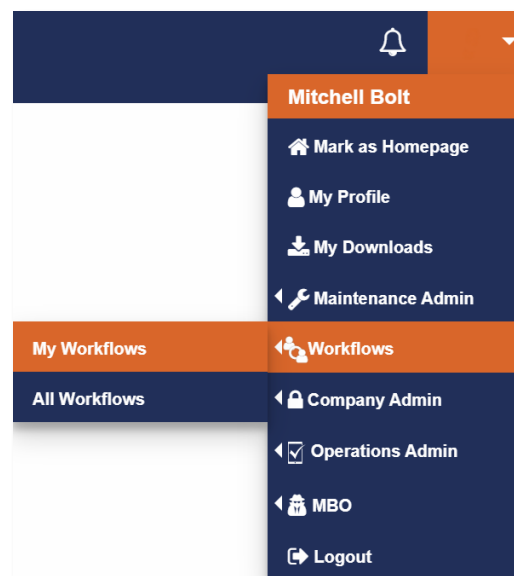 Mitchell Bolt
Mark as Homepage
My Profile
My Downloads
Maintenance Admin
My Workflows
Workflows
All Workflows
Company Admin
Operations Admin
MBO
Logout